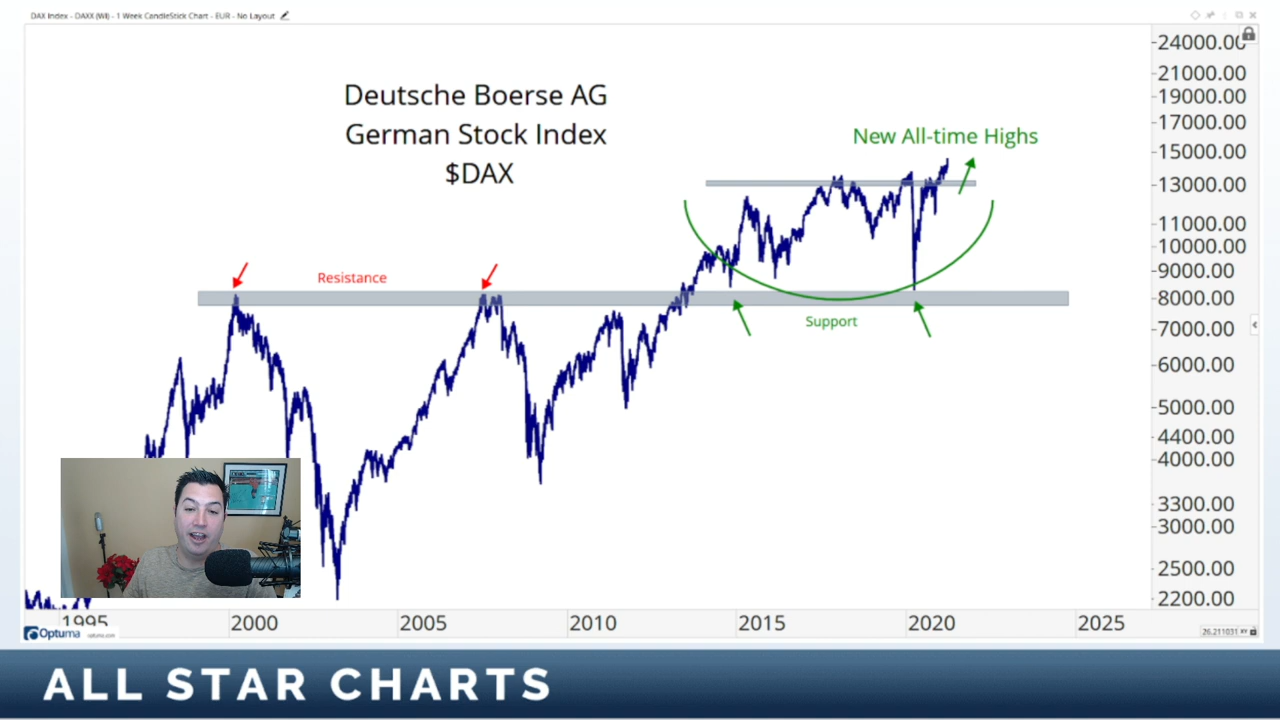 DAX Index - DAXX (WI) - 1 Week CandleStick Chart - EUR - No Layout
Deutsche Boerse AG
German Stock Index
$DAX
New All-time Highs
Resistance
Support
24000.00
21000.00
19000.00
17000.00
15000.00
13000.00
11000.00
10000.00
9000.00
8000.00
7000.00
6000.00
5000.00
4400.00
4000.00
3300.00
3000.00
2500.00
2200.00
1995 2000 2005 2010 2015 2020 2025
Optuma optuma.com
26.211031 XY
ALL STAR CHARTS